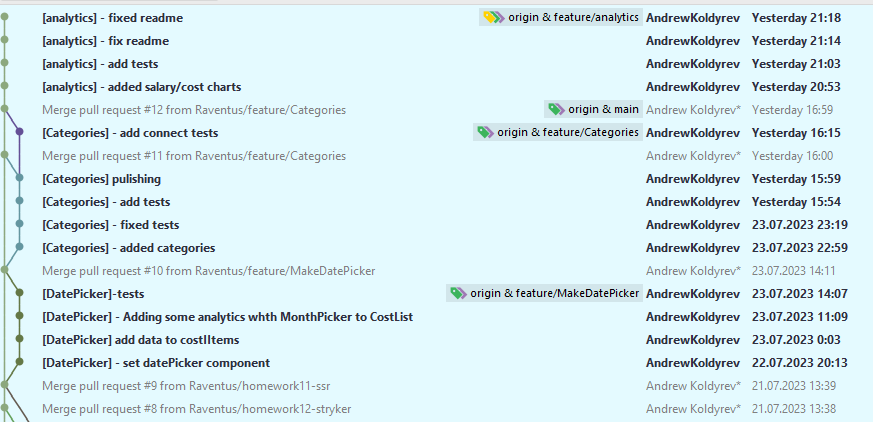 [analytics] - fixed readme origin & feature/analytics AndrewKoldyrev Yesterday 21:18
[analytics] - fix readme AndrewKoldyrev Yesterday 21:14
[analytics] - add tests AndrewKoldyrev Yesterday 21:03
[analytics] - added salary/cost charts AndrewKoldyrev Yesterday 20:53
Merge pull request #12 from Raventus/feature/Categories origin & main Andrew Koldyrev* Yesterday 16:59
[Categories] - add connect tests origin & feature/Categories AndrewKoldyrev Yesterday 16:15
Merge pull request #11 from Raventus/feature/Categories Andrew Koldyrev* Yesterday 16:00
[Categories] pulishing AndrewKoldyrev Yesterday 15:59
[Categories] - add tests AndrewKoldyrev Yesterday 15:54
[Categories] - fixed tests AndrewKoldyrev 23.07.2023 23:19
[Categories] - added categories AndrewKoldyrev 23.07.2023 22:59
Merge pull request #10 from Raventus/feature/MakeDatePicker Andrew Koldyrev* 23.07.2023 14:11
[DatePicker]-tests origin & feature/MakeDatePicker AndrewKoldyrev 23.07.2023 14:07
[DatePicker] - Adding some analytics whth MonthPicker to CostList AndrewKoldyrev 23.07.2023 11:09
[DatePicker] add data to costIItems AndrewKoldyrev 23.07.2023 0:03
[DatePicker] - set datePicker component AndrewKoldyrev 22.07.2023 20:13
Merge pull request #9 from Raventus/homework11-ssr Andrew Koldyrev* 21.07.2023 13:39
Merge pull request #8 from Raventus/homework12-stryker Andrew Koldyrev* 21.07.2023 13:38